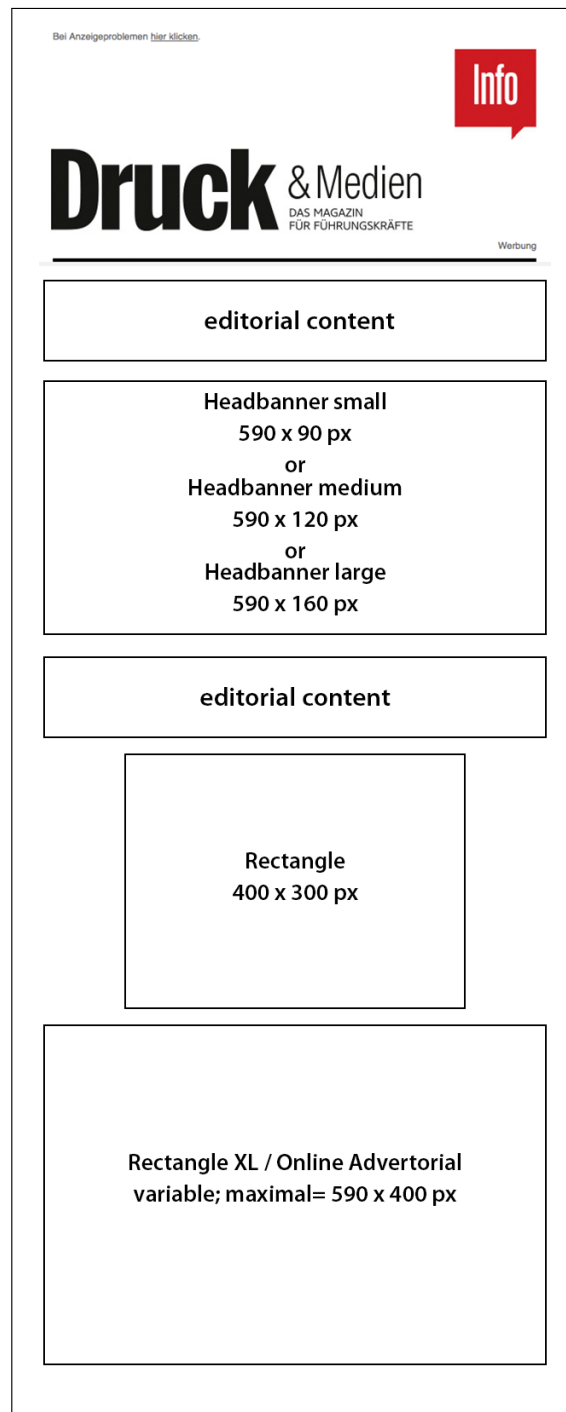 Bei Anzeigeproblemen hier klicken.
Info
Druck & Medien
DAS MAGAZIN
FÜR FÜHRUNGSKRÄFTE
Werbung
editorial content
Headbanner small
590 x 90 px
or
Headbanner medium
590 x 120 px
or
Headbanner large
590 x 160 px
editorial content
Rectangle
400 x 300 px
Rectangle XL / Online Advertorial
variable; maximal= 590 x 400 px